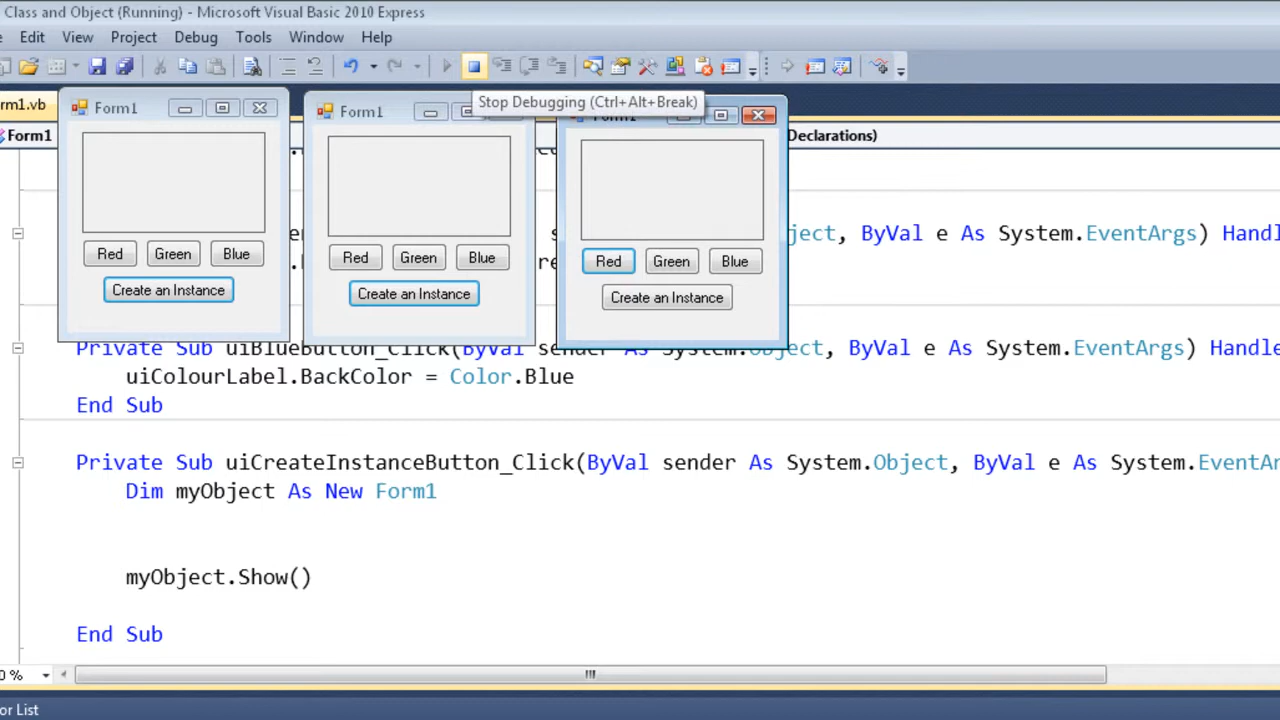 Class and Object (Running) - Microsoft Visual Basic 2010 Express
Edit View Project Debug Tools Window Help
Stop Debugging (Ctrl+Alt+Break)
rm1.vb
Form1
Form1
Form1
Form1
Declarations)
Red Green Blue
Create an Instance
Red Green Blue
Create an Instance
Red Green Blue
Create an Instance
ject, ByVal e As System.EventArgs) Handl
Private Sub uiBlueButton_Click(ByVal sender As System.Object, ByVal e As System.EventArgs) Handle
uiColourLabel.BackColor = Color.Blue
End Sub
Private Sub uiCreateInstanceButton_Click(ByVal sender As System.Object, ByVal e As System.EventAr
Dim myObject As New Form1
myObject.Show()
End Sub
0 %
or List